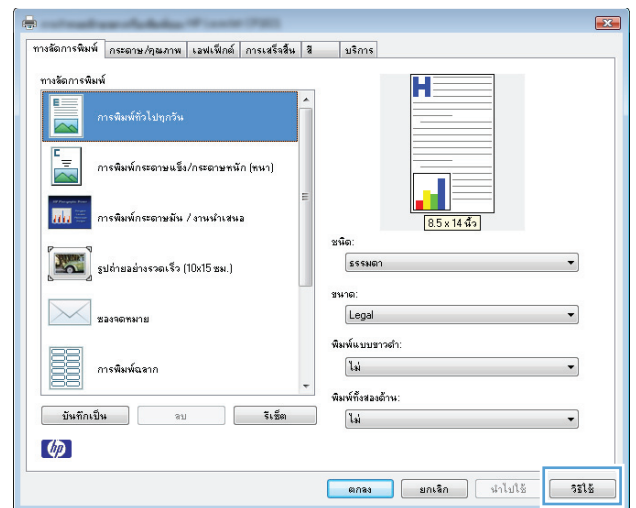 ทางลัดการพิมพ์ กระดาษ/คุณภาพ เอฟเฟ็กต์ การเสร็จสิ้น สี บริการ
ทางลัดการพิมพ์
การพิมพ์ทั่วไปทุกวัน
การพิมพ์กระดาษแข็ง/กระดาษหนัก (หนา)
การพิมพ์กระดาษมัน / งานนำเสนอ
รูปถ่ายอย่างรวดเร็ว (10x15 ซม.)
ซองจดหมาย
การพิมพ์ฉลาก
บันทึกเป็น ลบ รีเซ็ต
H
8.5 x 14 นิ้ว
ชนิด:
ธรรมดา
ขนาด:
Legal
พิมพ์แบบขาวดำ:
ไม่
พิมพ์ทั้งสองด้าน:
ไม่
hp
ตกลง ยกเลิก นำไปใช้ วิธีใช้